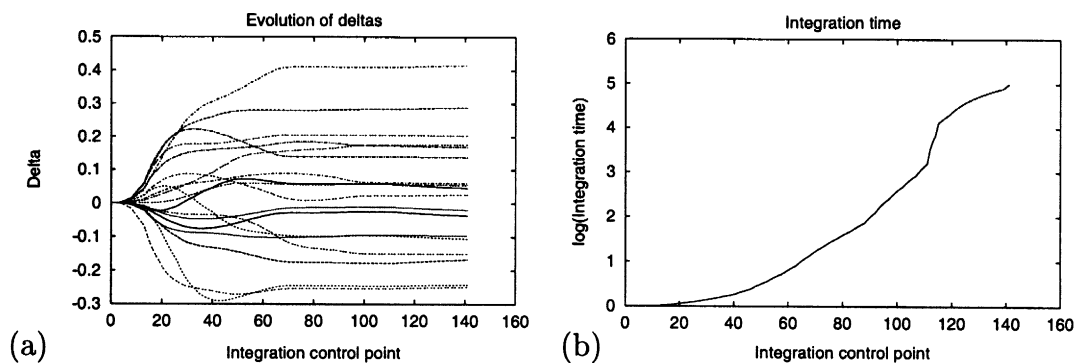 Evolution of deltas
0.5
0.4
0.3
0.2
0.1
0
-0.1
-0.2
-0.3
Delta
0 20 40 60 80 100 120 140 160
Integration control point
(a)
Integration time
6
5
4
3
2
1
0
log(Integration time)
0 20 40 60 80 100 120 140 160
Integration control point
(b)